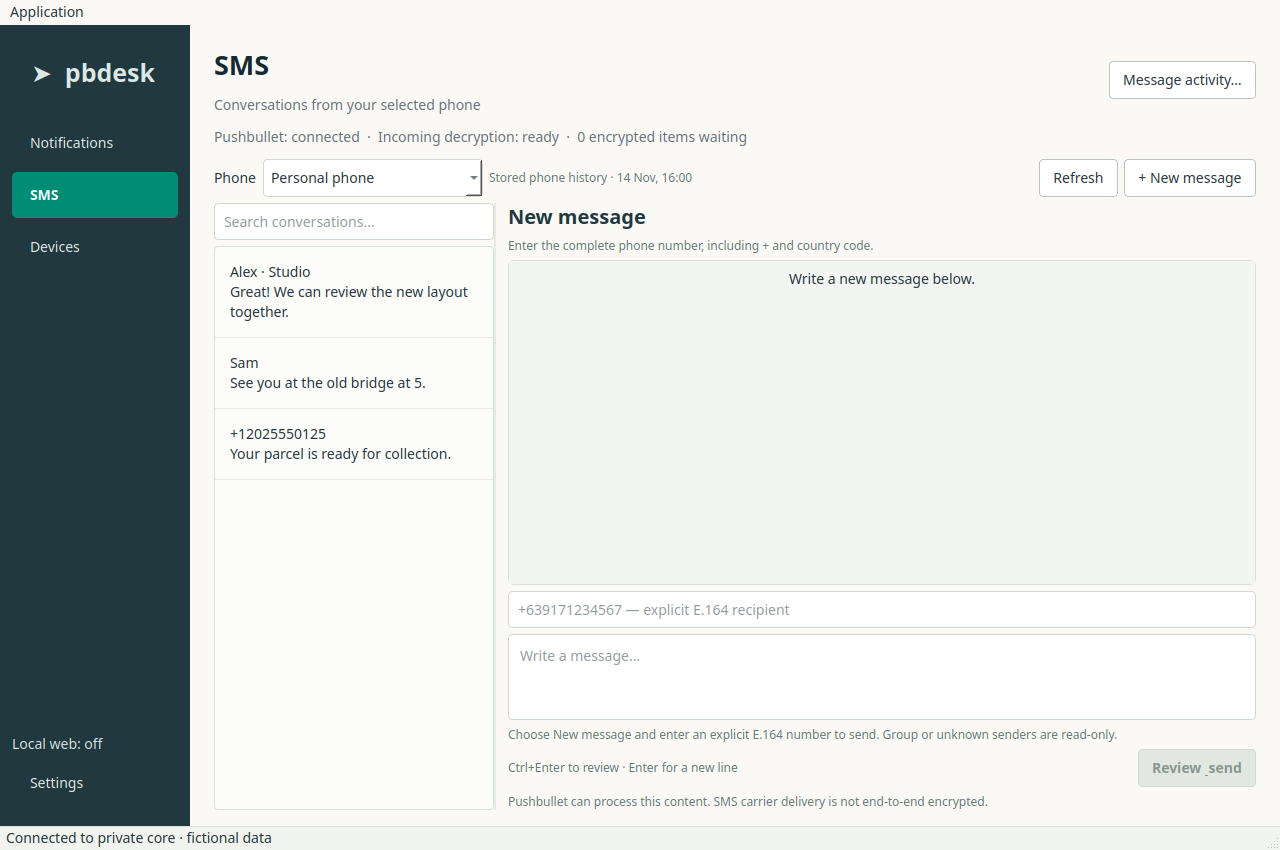 Application
➤ pbdesk
Notifications
SMS
Devices
Local web: off
Settings
SMS
Conversations from your selected phone
Pushbullet: connected · Incoming decryption: ready · 0 encrypted items waiting
Message activity...
Phone
Personal phone
Stored phone history · 14 Nov, 16:00
Refresh
+ New message
Search conversations...
Alex · Studio
Great! We can review the new layout
together.
Sam
See you at the old bridge at 5.
+12025550125
Your parcel is ready for collection.
New message
Enter the complete phone number, including + and country code.
Write a new message below.
+639171234567 — explicit E.164 recipient
Write a message...
Choose New message and enter an explicit E.164 number to send. Group or unknown senders are read-only.
Ctrl+Enter to review · Enter for a new line
Review _send
Pushbullet can process this content. SMS carrier delivery is not end-to-end encrypted.
Connected to private core · fictional data